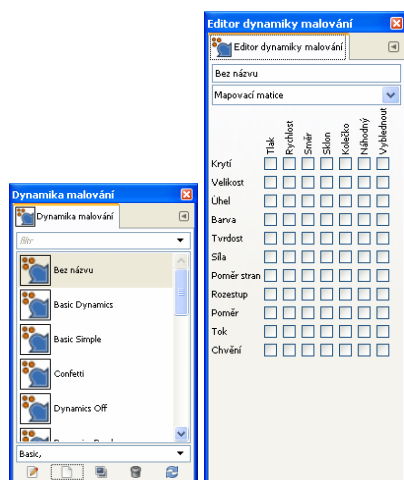 Dynamika malování
Dynamika malování
filtr
Bez názvu
Basic Dynamics
Basic Simple
Confetti
Dynamics Off
Basic,
Editor dynamiky malování
Editor dynamiky malování
Bez názvu
Mapovací matice
Tlak
Rychlost
Směr
Sklon
Kolečko
Náhodný
Vyblednout
Krytí
Velikost
Úhel
Barva
Tvrdost
Síla
Poměr stran
Rozestup
Poměr
Tok
Chvění